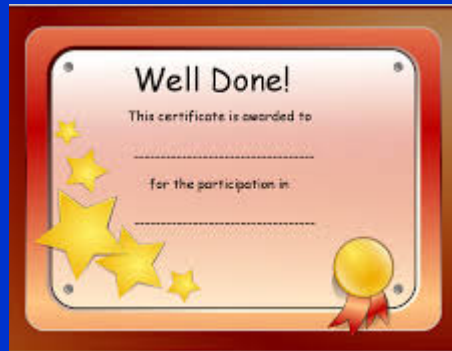 Well Done!
This certificate is awarded to
------------------------------
for the participation in
------------------------------